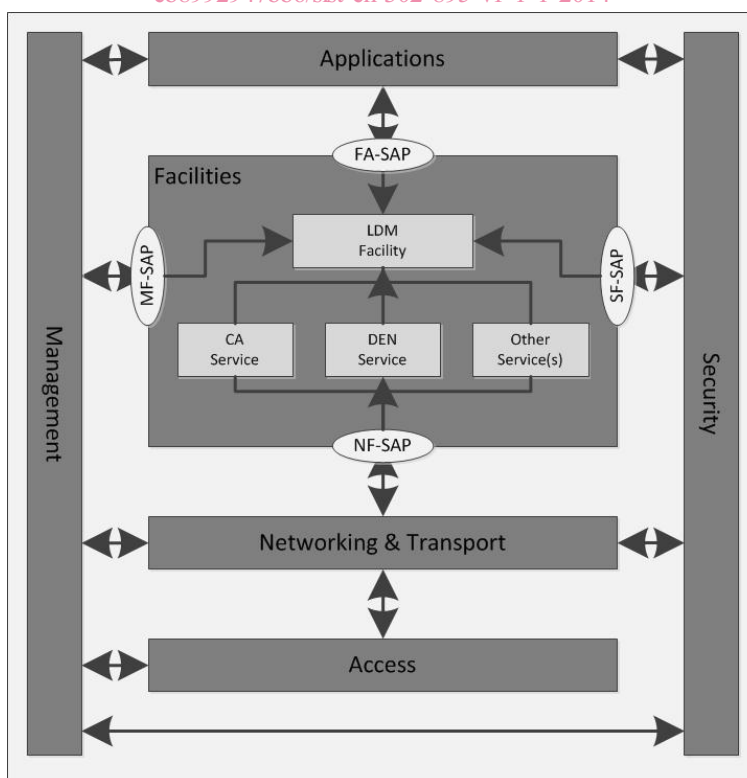 Applications
FA-SAP
Facilities
LDM
Facility
MF-SAP
SF-SAP
CA
Service
DEN
Service
Other
Service(s)
Management
Security
NF-SAP
Networking & Transport
Access